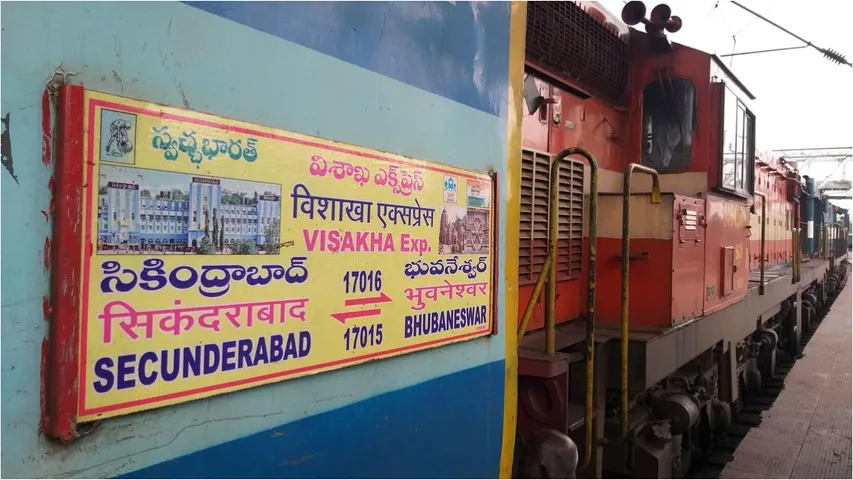 స్వచ్ఛభారత్
విశాఖ ఎక్స్‌ప్రెస్
विशाखा एक्सप्रेस
VISAKHA Exp.
సికింద్రాబాద్
सिकंदराबाद
SECUNDERABAD
17016
17015
భువనేశ్వర్
भुवनेश्वर
BHUBANESWAR